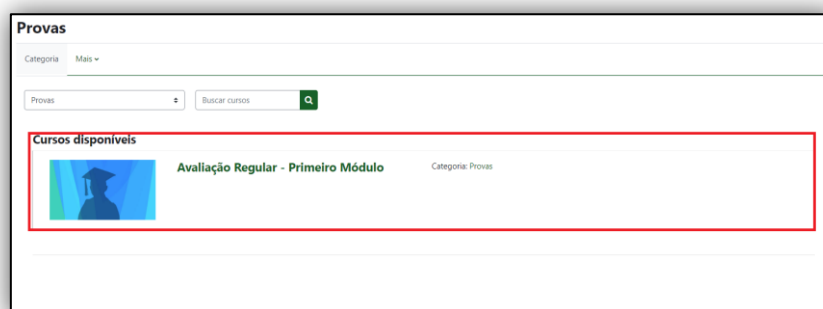 Provas
Categoria Mais
Provas Buscar cursos
Cursos disponíveis
Avaliação Regular - Primeiro Módulo Categoria: Provas